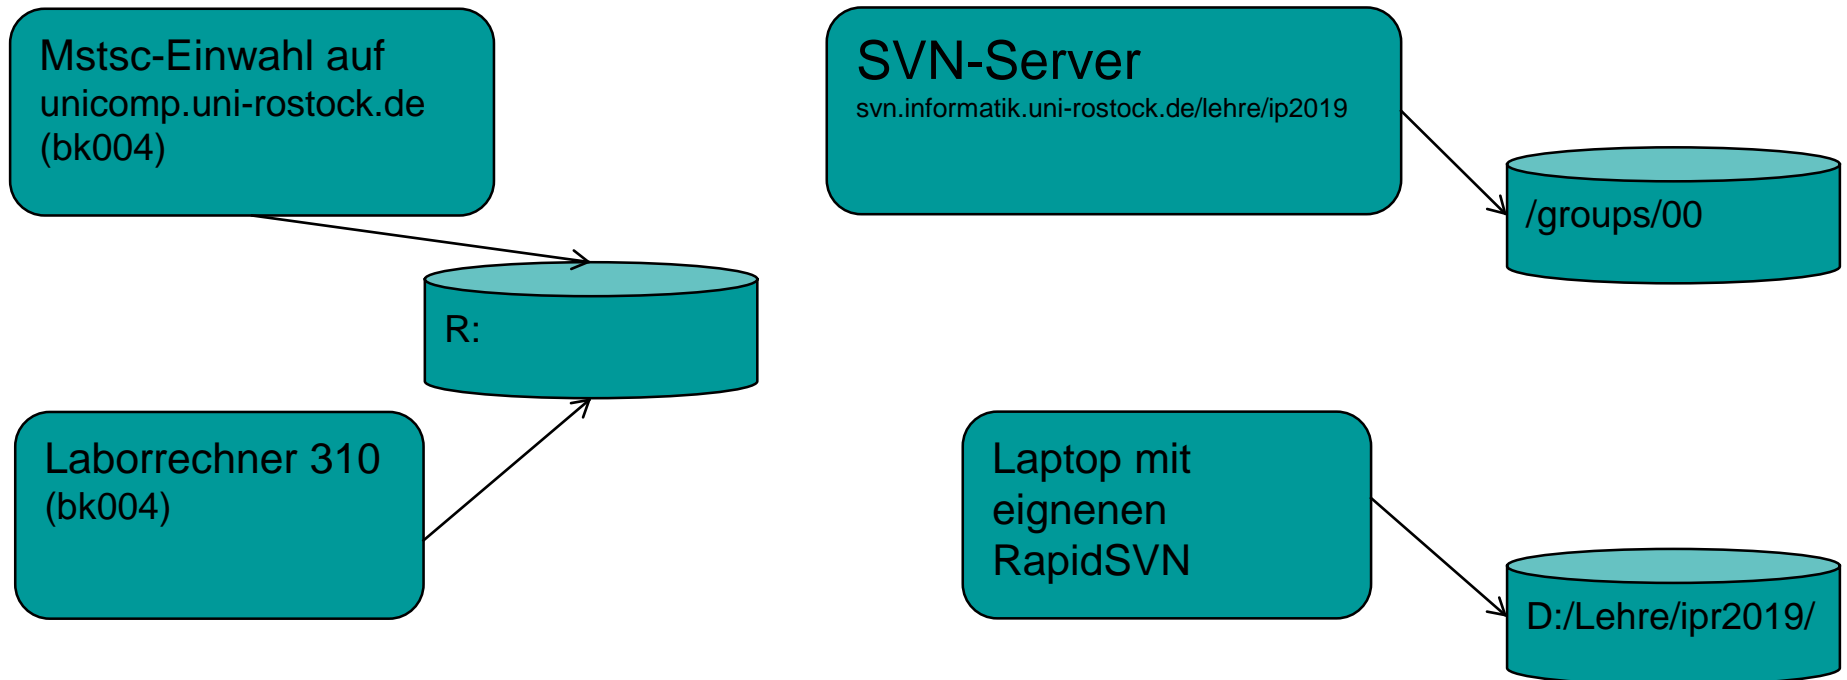 Mstsc-Einwahl auf
unicomp.uni-rostock.de
(bk004)
SVN-Server
svn.informatik.uni-rostock.de/lehre/ip2019
/groups/00
R:
Laborrechner 310
(bk004)
Laptop mit
eignenen
RapidSVN
D:/Lehre/ipr2019/